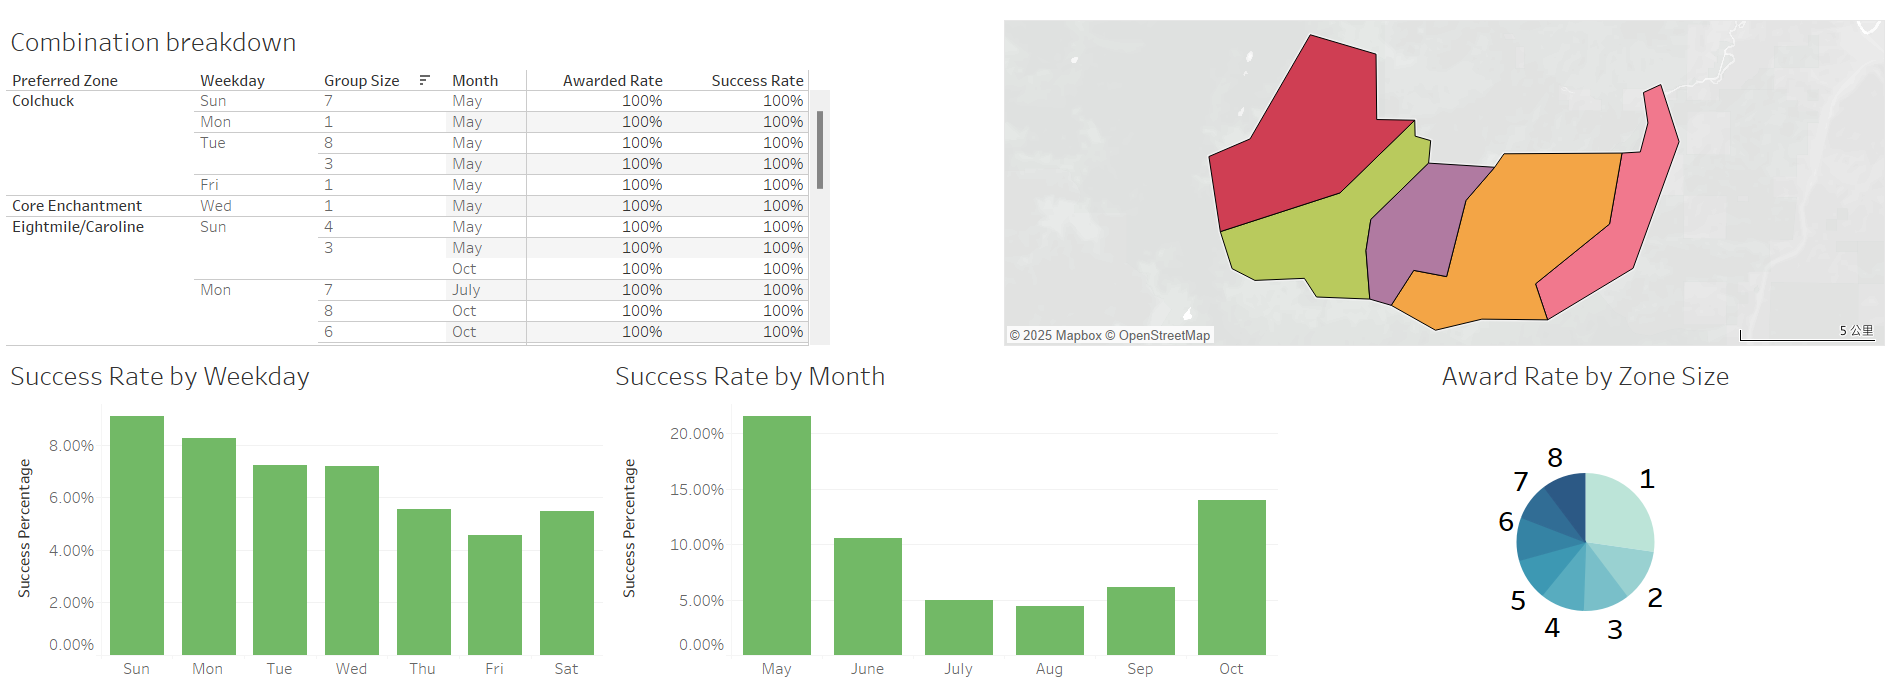 Combination breakdown
Preferred Zone Weekday Group Size Month Awarded Rate Success Rate
Colchuck Sun 7 May 100% 100%
Mon 1 May 100% 100%
Tue 8 May 100% 100%
3 May 100% 100%
Fri 1 May 100% 100%
Core Enchantment Wed 1 May 100% 100%
Eightmile/Caroline Sun 4 May 100% 100%
3 May 100% 100%
Oct 100% 100%
Mon 7 July 100% 100%
8 Oct 100% 100%
6 Oct 100% 100%
© 2025 Mapbox © OpenStreetMap
5 公里
Success Rate by Weekday
Success Percentage
8.00%
6.00%
4.00%
2.00%
0.00%
Sun Mon Tue Wed Thu Fri Sat
Success Rate by Month
Success Percentage
20.00%
15.00%
10.00%
5.00%
0.00%
May June July Aug Sep Oct
Award Rate by Zone Size
1
2
3
4
5
6
7
8